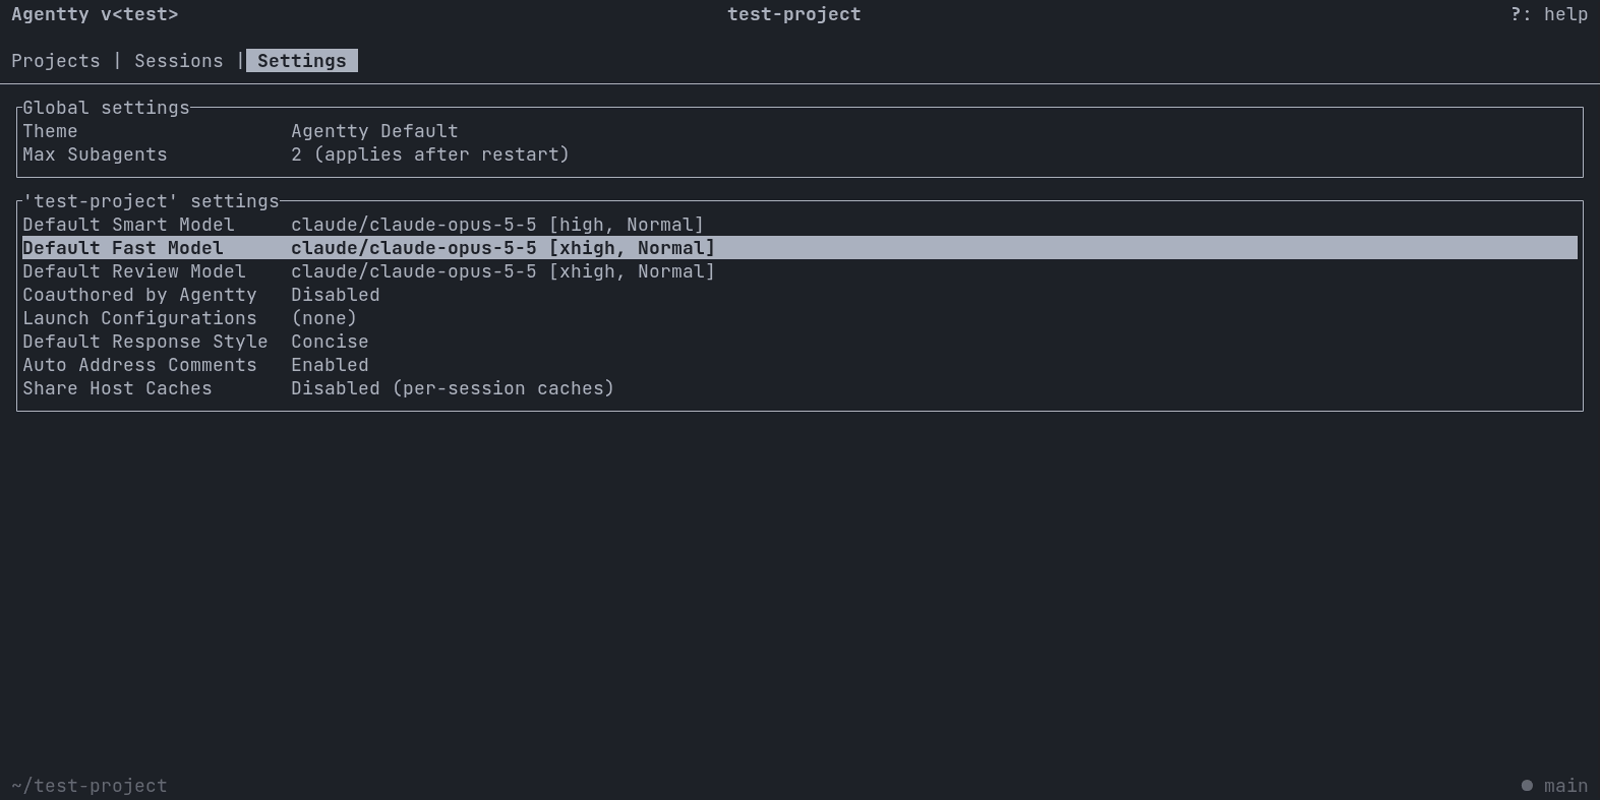 Agentty v<test> test-project ?: help
Projects | Sessions | Settings
Global settings
Theme Agentty Default
Max Subagents 2 (applies after restart)
'test-project' settings
Default Smart Model claude/claude-opus-5-5 [high, Normal]
Default Fast Model claude/claude-opus-5-5 [xhigh, Normal]
Default Review Model claude/claude-opus-5-5 [xhigh, Normal]
Coauthored by Agentty Disabled
Launch Configurations (none)
Default Response Style Concise
Auto Address Comments Enabled
Share Host Caches Disabled (per-session caches)
~/test-project ● main